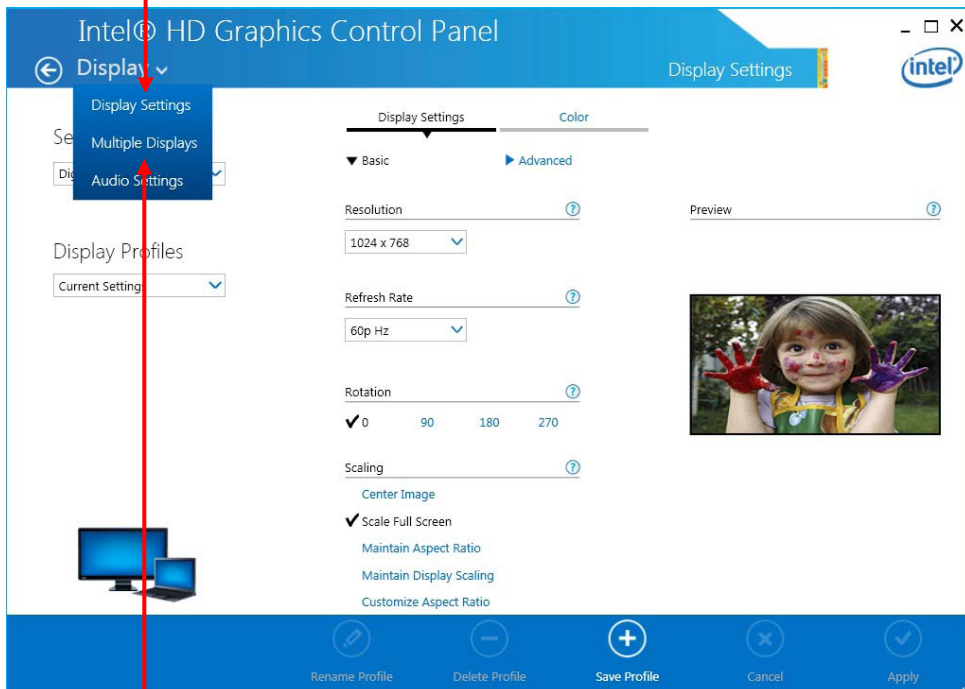 Intel® HD Graphics Control Panel
Display
Display Settings
intel
Display Settings
Multiple Displays
Audio Settings
Se
Dig
Display Profiles
Current Settings
Display Settings
Color
Basic
Advanced
Resolution
?
1024 x 768
Refresh Rate
?
60p Hz
Rotation
?
0
90
180
270
Scaling
?
Center Image
Scale Full Screen
Maintain Aspect Ratio
Maintain Display Scaling
Customize Aspect Ratio
Preview
?
Rename Profile
Delete Profile
Save Profile
Cancel
Apply